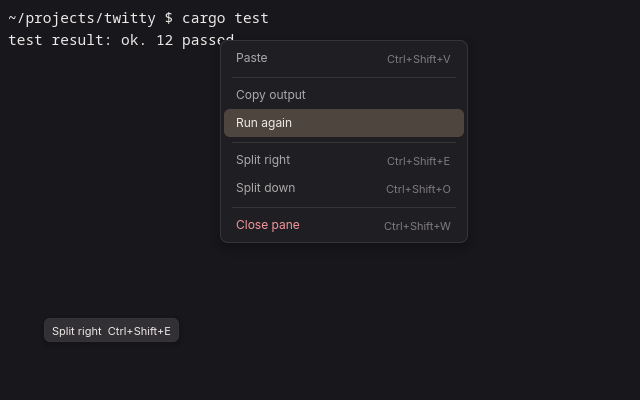 ~/projects/twitty $ cargo test
test result: ok. 12 passed
Paste Ctrl+Shift+V
Copy output
Run again
Split right Ctrl+Shift+E
Split down Ctrl+Shift+O
Close pane Ctrl+Shift+W
Split right Ctrl+Shift+E